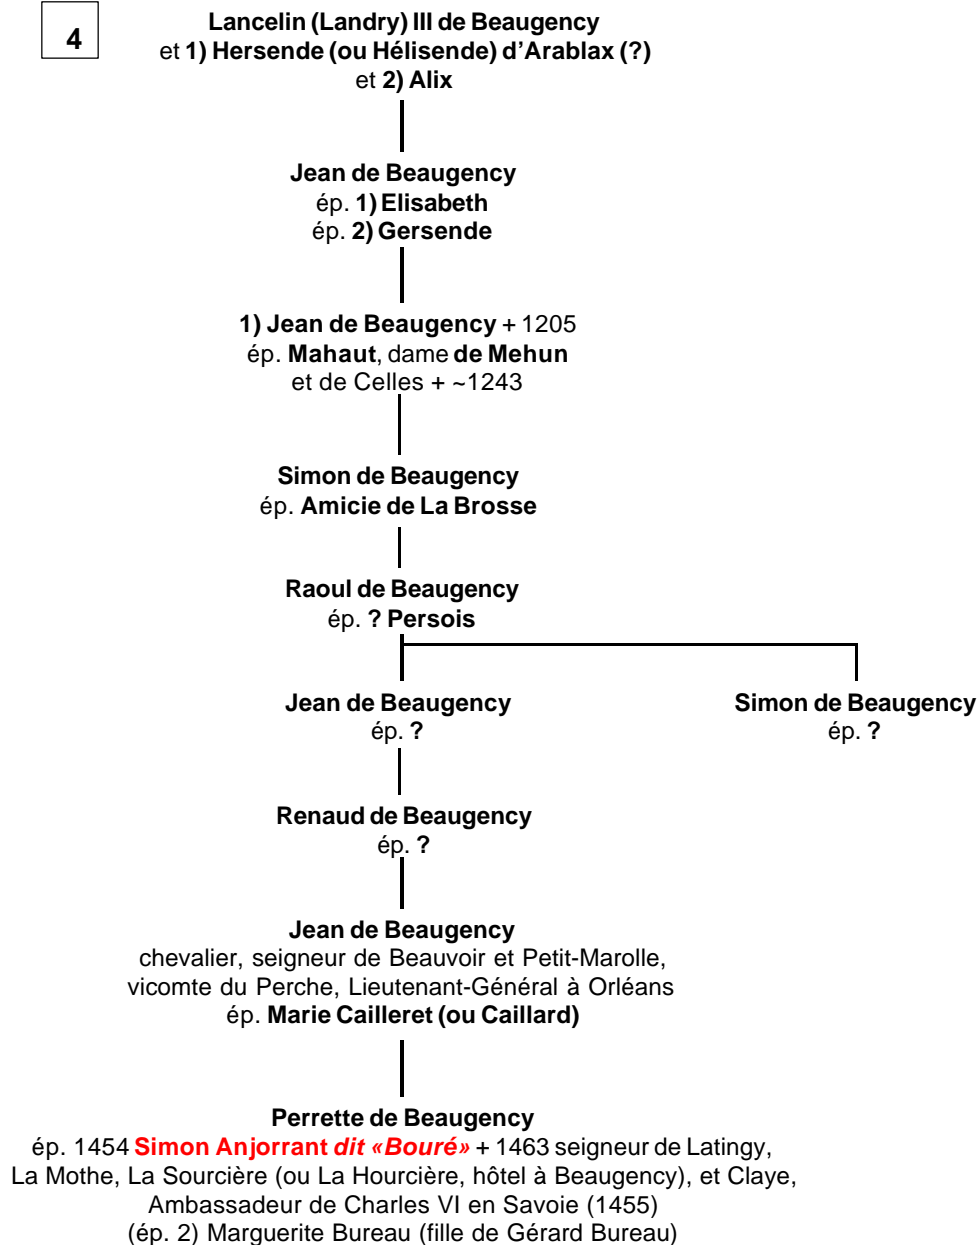 4
Lancelin (Landry) III de Beaugency
et 1) Hersende (ou Hélisende) d’Arablax (?)
et 2) Alix
Jean de Beaugency
ép. 1) Elisabeth
ép. 2) Gersende
1) Jean de Beaugency + 1205
ép. Mahaut, dame de Mehun
et de Celles + ~1243
Simon de Beaugency
ép. Amicie de La Brosse
Raoul de Beaugency
ép. ? Persois
Jean de Beaugency
ép. ?
Simon de Beaugency
ép. ?
Renaud de Beaugency
ép. ?
Jean de Beaugency
chevalier, seigneur de Beauvoir et Petit-Marolle,
vicomte du Perche, Lieutenant-Général à Orléans
ép. Marie Cailleret (ou Caillard)
Perrette de Beaugency
ép. 1454 Simon Anjorrant dit «Bouré» + 1463 seigneur de Latingy,
La Mothe, La Sourcière (ou La Hourcière, hôtel à Beaugency), et Claye,
Ambassadeur de Charles VI en Savoie (1455)
(ép. 2) Marguerite Bureau (fille de Gérard Bureau)